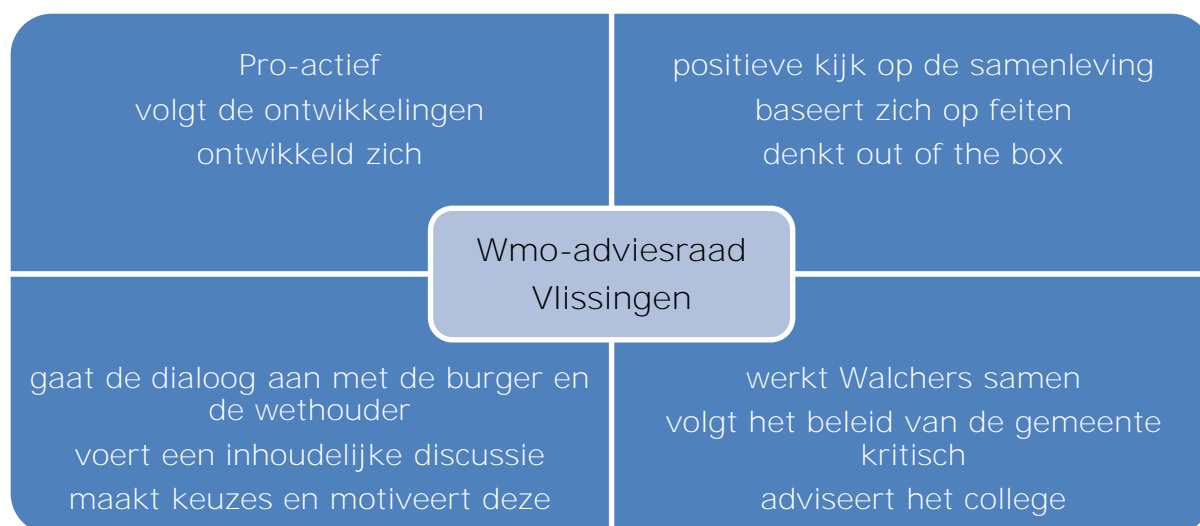 Pro-actief
volgt de ontwikkelingen
ontwikkeld zich
positieve kijk op de samenleving
baseert zich op feiten
denkt out of the box
Wmo-adviesraad
Vlissingen
gaat de dialoog aan met de burger en
de wethouder
voert een inhoudelijke discussie
maakt keuzes en motiveert deze
werkt Walchers samen
volgt het beleid van de gemeente
kritisch
adviseert het college